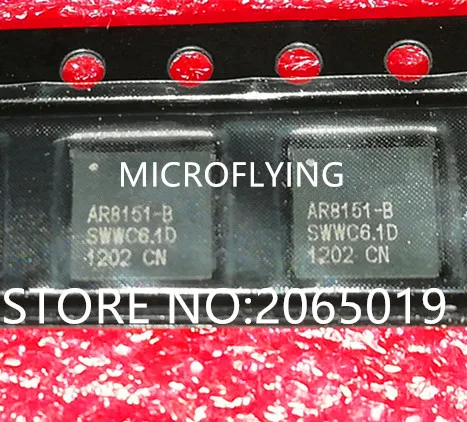 MICROFLYING
AR8151-B
SWWC6.1D
1202 CN
AR8151-B
SWWC6.1D
1202 CN
STORE NO:2065019